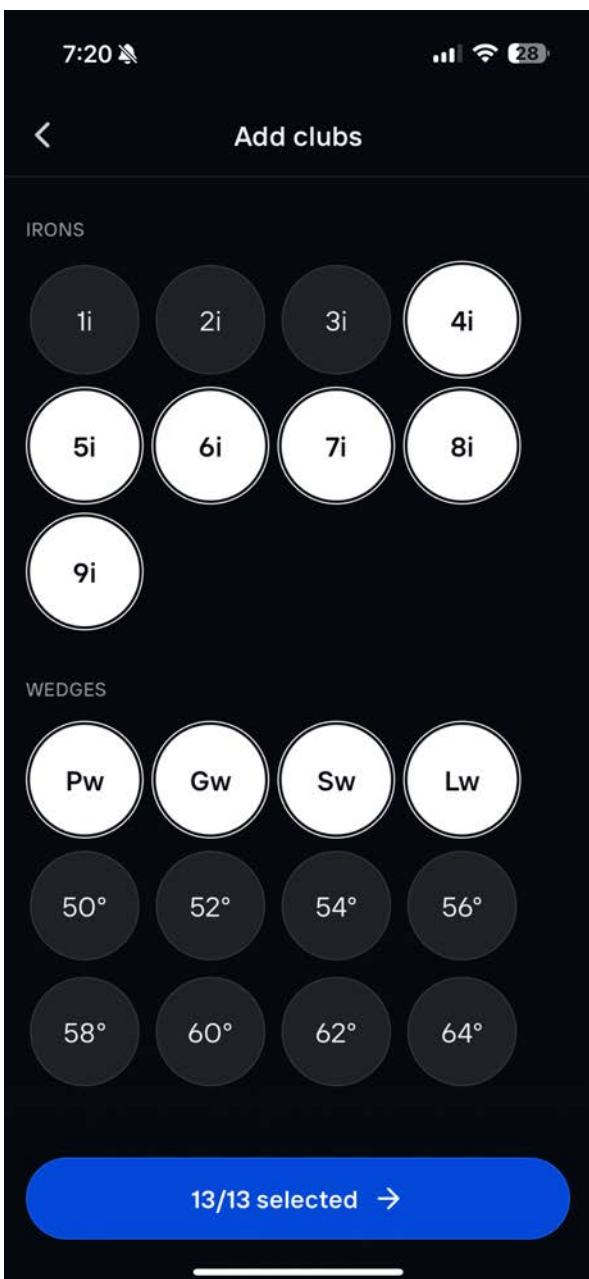 7:20
28
Add clubs
IRONS
1i 2i 3i 4i
5i 6i 7i 8i
9i
WEDGES
Pw Gw Sw Lw
50° 52° 54° 56°
58° 60° 62° 64°
13/13 selected →